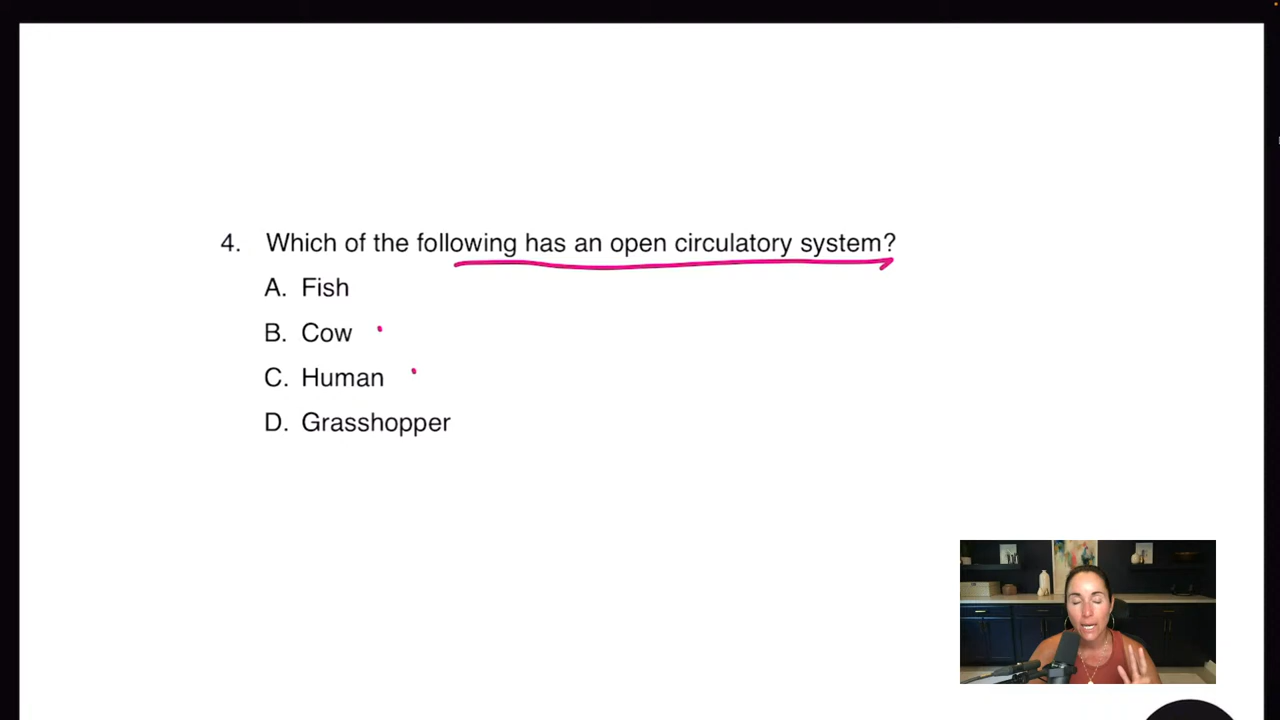 4. Which of the following has an open circulatory system?
A. Fish
B. Cow
C. Human
D. Grasshopper